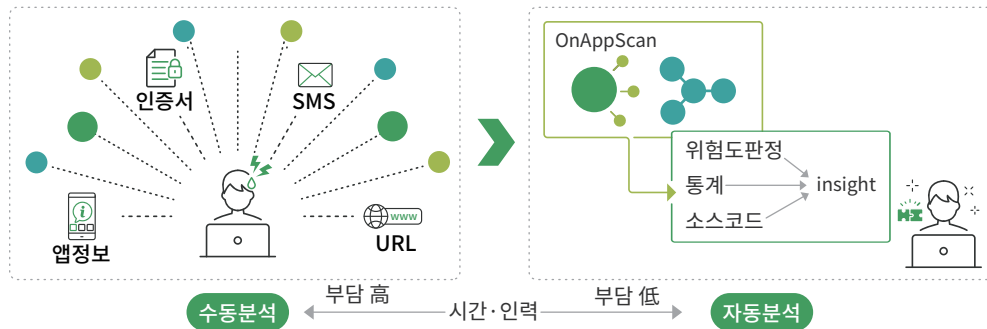 인증서
SMS
앱정보
www
URL
OnAppScan
위험도판정
통계
소스코드
insight
부담 高
시간·인력
부담 低
수동분석
자동분석